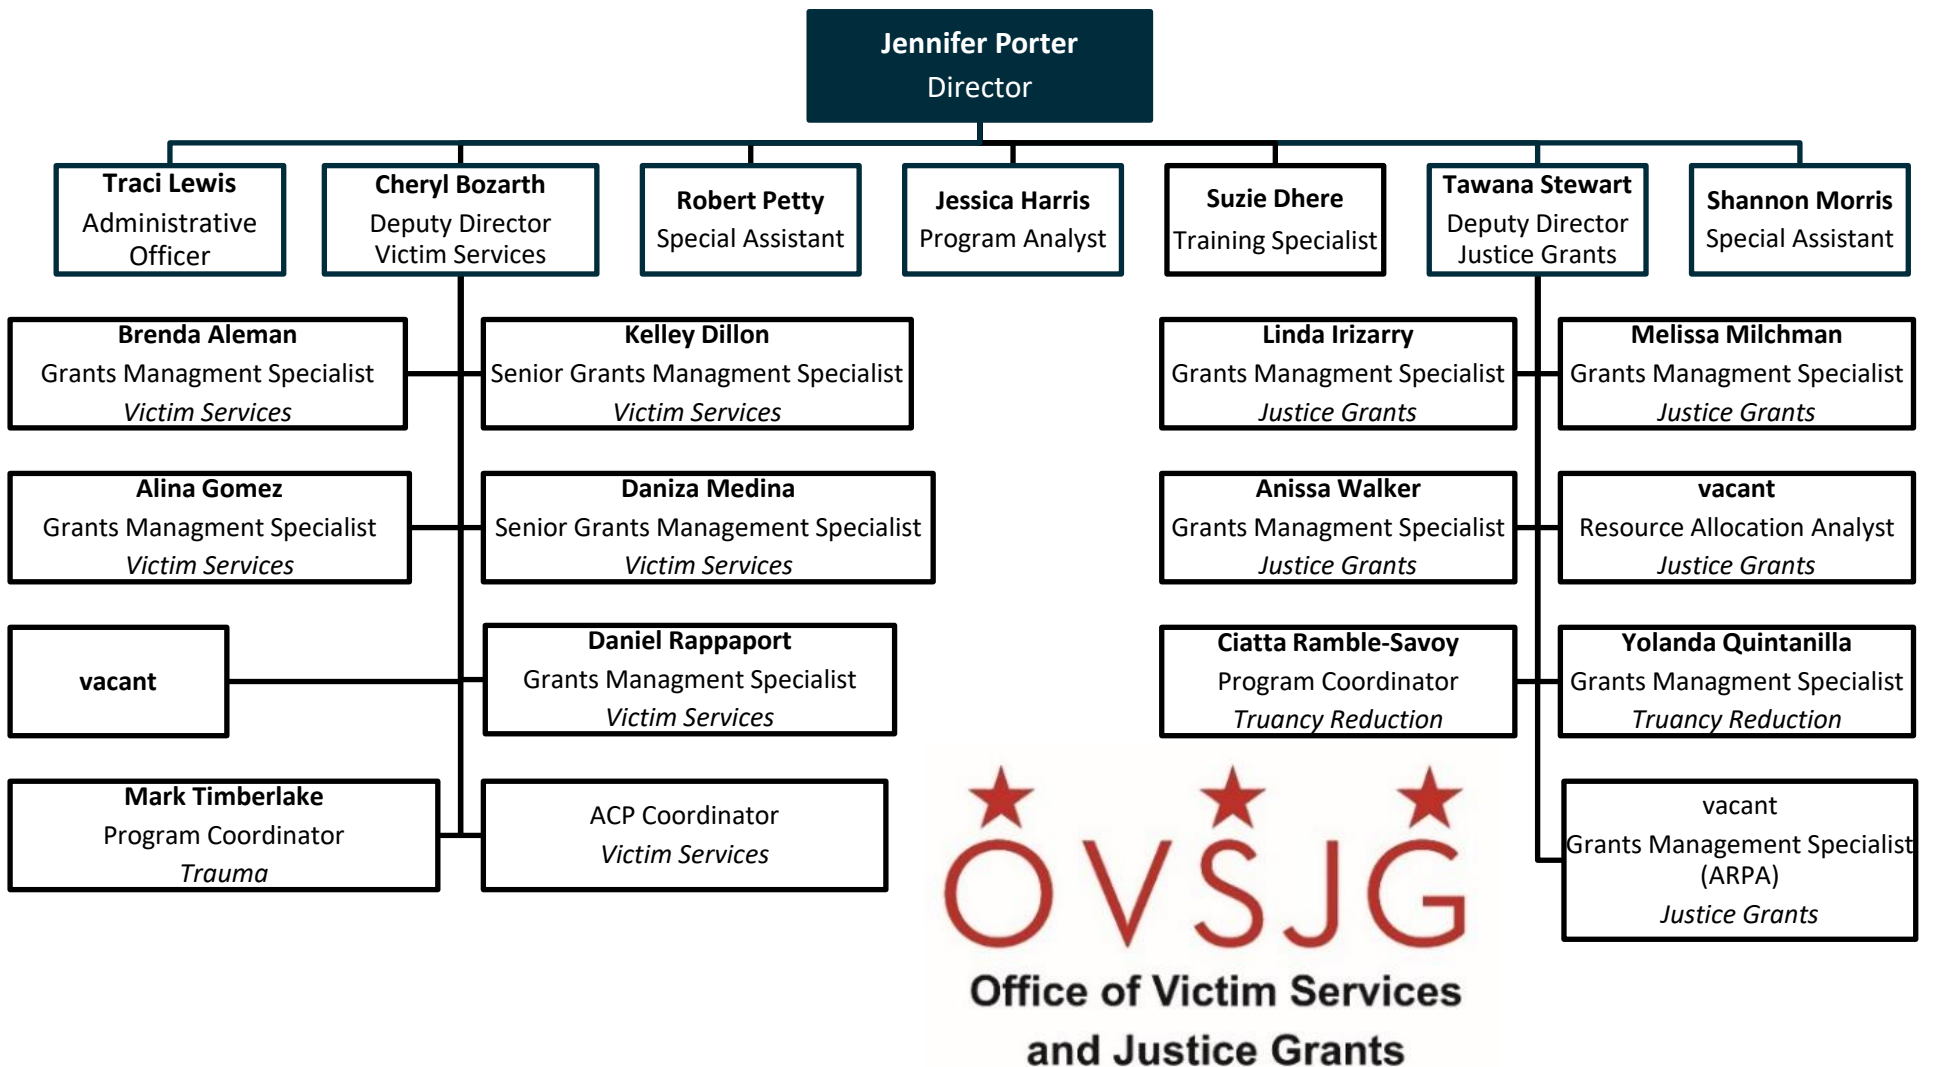 Jennifer Porter
Director
Traci Lewis
Administrative
Officer
Cheryl Bozarth
Deputy Director
Victim Services
Robert Petty
Special Assistant
Jessica Harris
Program Analyst
Suzie Dhere
Training Specialist
Tawana Stewart
Deputy Director
Justice Grants
Shannon Morris
Special Assistant
Brenda Aleman
Grants Managment Specialist
Victim Services
Kelley Dillon
Senior Grants Managment Specialist
Victim Services
Linda Irizarry
Grants Managment Specialist
Justice Grants
Melissa Milchman
Grants Managment Specialist
Justice Grants
Alina Gomez
Grants Managment Specialist
Victim Services
Daniza Medina
Senior Grants Management Specialist
Victim Services
Anissa Walker
Grants Managment Specialist
Justice Grants
vacant
Resource Allocation Analyst
Justice Grants
vacant
Daniel Rappaport
Grants Managment Specialist
Victim Services
Ciatta Ramble-Savoy
Program Coordinator
Truancy Reduction
Yolanda Quintanilla
Grants Managment Specialist
Truancy Reduction
Mark Timberlake
Program Coordinator
Trauma
ACP Coordinator
Victim Services
vacant
Grants Management Specialist
(ARPA)
Justice Grants
OVSJG
Office of Victim Services
and Justice Grants